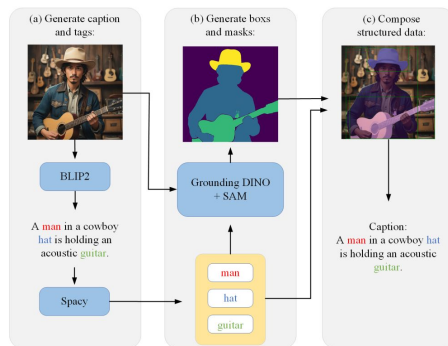 (a) Generate caption
and tags:
BLIP2
A man in a cowboy
hat is holding an
acoustic guitar.
Spacy
(b) Generate boxs
and masks:
Grounding DINO
+ SAM
man
hat
guitar
(c) Compose
structured data:
Caption:
A man in a cowboy hat
is holding an acoustic
guitar.